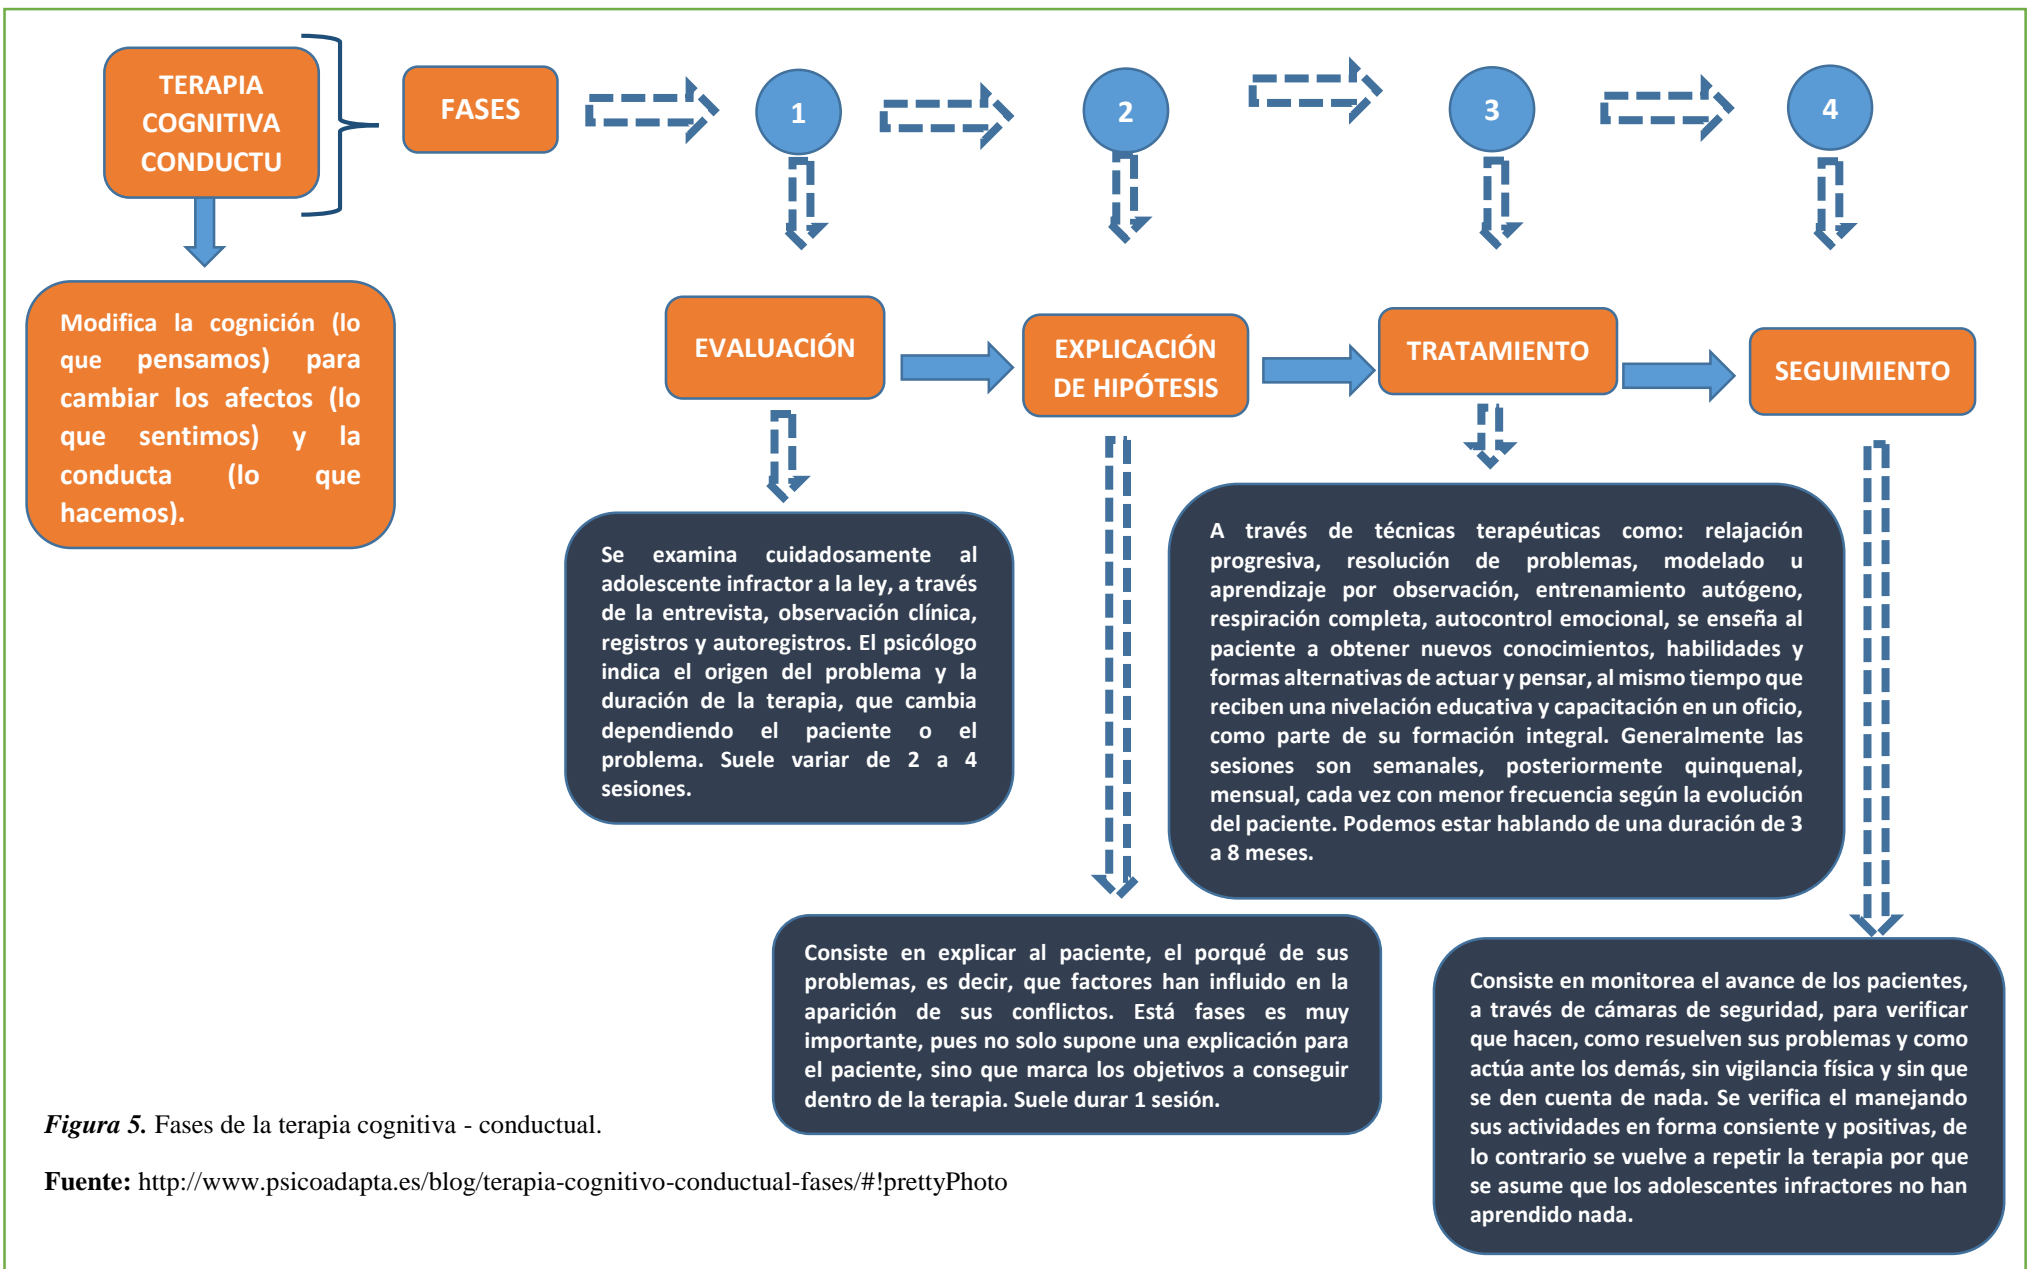 TERAPIA
COGNITIVA
CONDUCTU
FASES
1
2
3
4
Modifica la cognición (lo
que pensamos) para
cambiar los afectos (lo
que sentimos) y la
conducta (lo que
hacemos).
EVALUACIÓN
EXPLICACIÓN
DE HIPÓTESIS
TRATAMIENTO
SEGUIMIENTO
Se examina cuidadosamente al
adolescente infractor a la ley, a través
de la entrevista, observación clínica,
registros y autoregistros. El psicólogo
indica el origen del problema y la
duración de la terapia, que cambia
dependiendo el paciente o el
problema. Suele variar de 2 a 4
sesiones.
Consiste en explicar al paciente, el porqué de sus
problemas, es decir, que factores han influido en la
aparición de sus conflictos. Está fases es muy
importante, pues no solo supone una explicación para
el paciente, sino que marca los objetivos a conseguir
dentro de la terapia. Suele durar 1 sesión.
A través de técnicas terapéuticas como: relajación
progresiva, resolución de problemas, modelado u
aprendizaje por observación, entrenamiento autógeno,
respiración completa, autocontrol emocional, se enseña al
paciente a obtener nuevos conocimientos, habilidades y
formas alternativas de actuar y pensar, al mismo tiempo que
reciben una nivelación educativa y capacitación en un oficio,
como parte de su formación integral. Generalmente las
sesiones son semanales, posteriormente quinquenal,
mensual, cada vez con menor frecuencia según la evolución
del paciente. Podemos estar hablando de una duración de 3
a 8 meses.
Consiste en monitorea el avance de los pacientes,
a través de cámaras de seguridad, para verificar
que hacen, como resuelven sus problemas y como
actúa ante los demás, sin vigilancia física y sin que
se den cuenta de nada. Se verifica el manejando
sus actividades en forma consiente y positivas, de
lo contrario se vuelve a repetir la terapia por que
se asume que los adolescentes infractores no han
aprendido nada.
Figura 5. Fases de la terapia cognitiva - conductual.
Fuente: http://www.psicoadapta.es/blog/terapia-cognitivo-conductual-fases/#!prettyPhoto